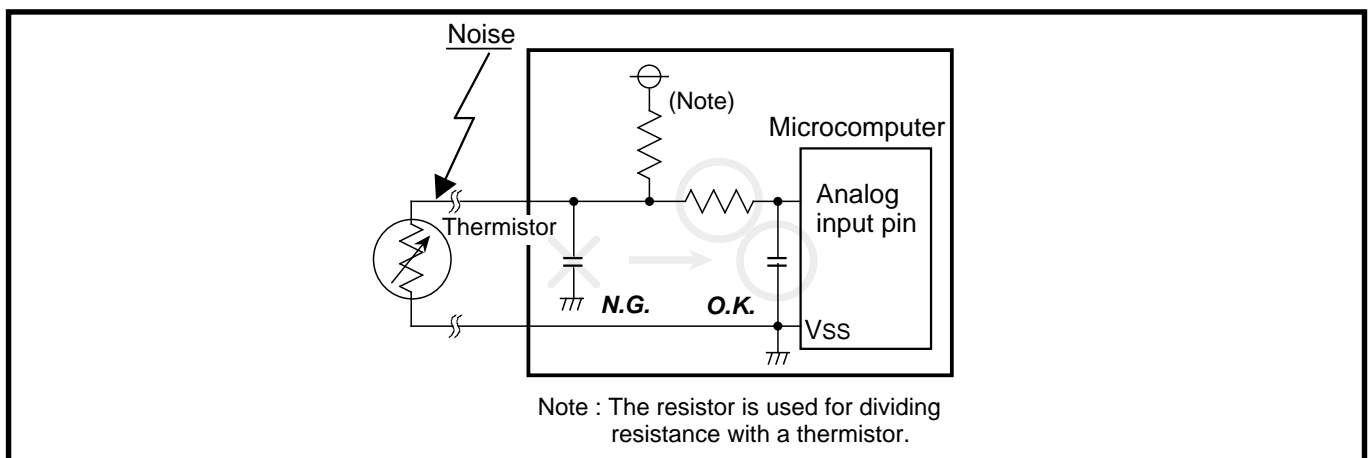 Noise
(Note)
Microcomputer
Analog
input pin
Thermistor
N.G.
O.K.
VSS
Note : The resistor is used for dividing
resistance with a thermistor.